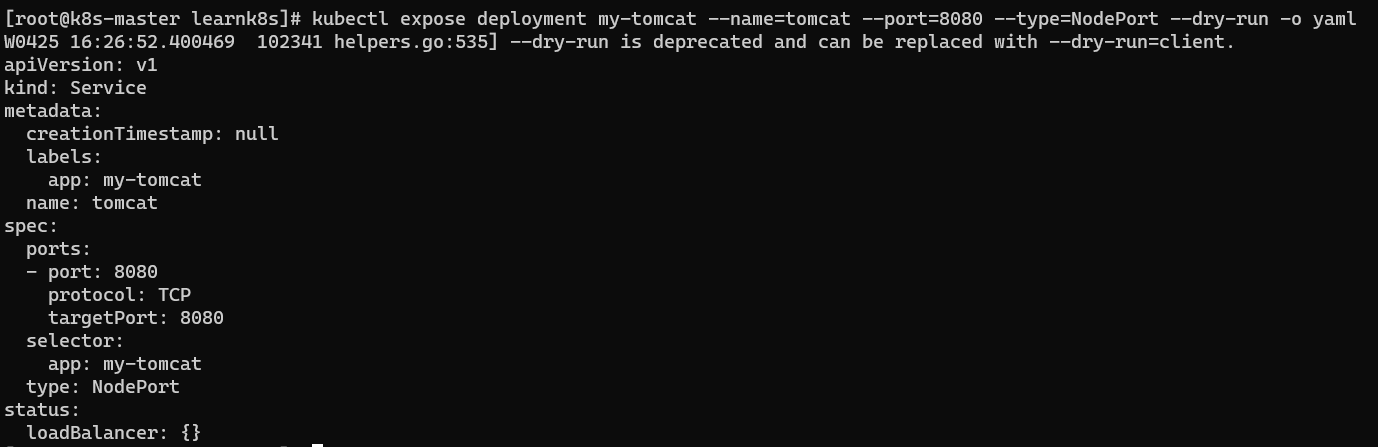 [root@k8s-master learnk8s]# kubectl expose deployment my-tomcat --name=tomcat --port=8080 --type=NodePort --dry-run -o yaml
W0425 16:26:52.400469  102341 helpers.go:535] --dry-run is deprecated and can be replaced with --dry-run=client.
apiVersion: v1
kind: Service
metadata:
  creationTimestamp: null
  labels:
    app: my-tomcat
  name: tomcat
spec:
  ports:
  - port: 8080
    protocol: TCP
    targetPort: 8080
  selector:
    app: my-tomcat
  type: NodePort
status:
  loadBalancer: {}